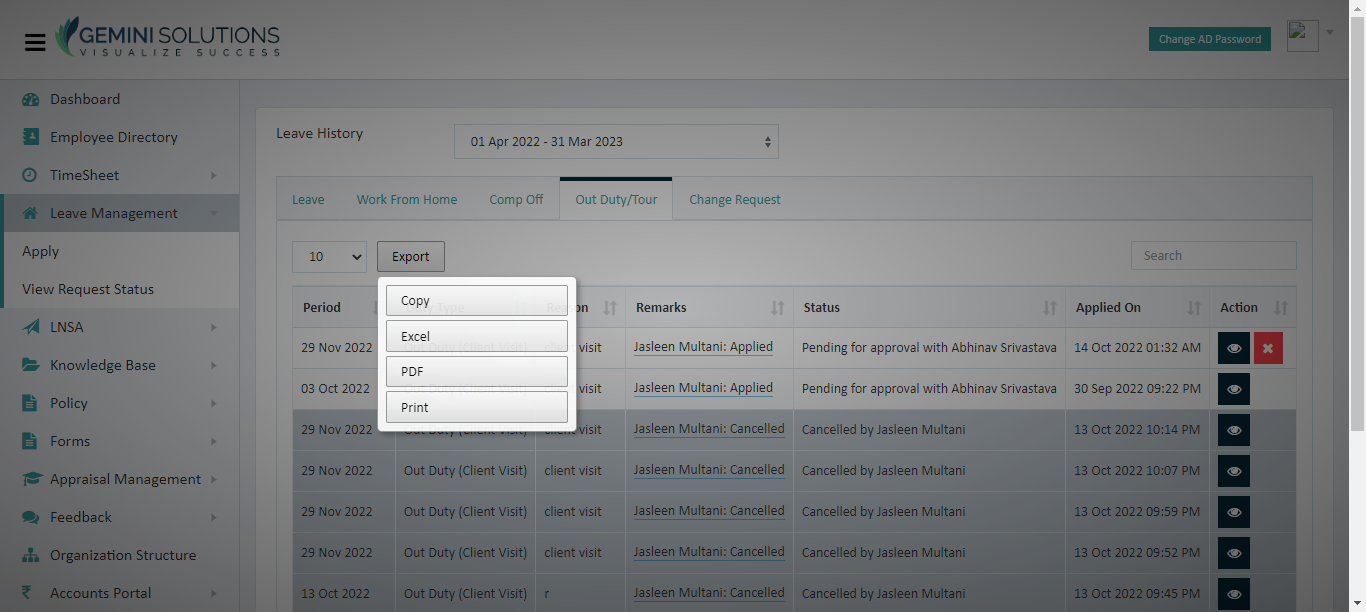 GEMINI SOLUTIONS
VISUALIZE SUCCESS
Change AD Password
Dashboard
Employee Directory
TimeSheet
Leave Management
Apply
View Request Status
LNSA
Knowledge Base
Policy
Forms
Appraisal Management
Feedback
Organization Structure
Accounts Portal
Leave History
01 Apr 2022 - 31 Mar 2023
Leave Work From Home Comp Off Out Duty/Tour Change Request
10 Export Search
Copy
Excel
PDF
Print
Period Duty Type Reason Remarks Status Applied On Action
29 Nov 2022 Out Duty (Client Visit) client visit Jasleen Multani: Applied Pending for approval with Abhinav Srivastava 14 Oct 2022 01:32 AM
03 Oct 2022 visit Jasleen Multani: Applied Pending for approval with Abhinav Srivastava 30 Sep 2022 09:22 PM
29 Nov 2022 Out Duty (Client Visit) client visit Jasleen Multani: Cancelled Cancelled by Jasleen Multani 13 Oct 2022 10:14 PM
29 Nov 2022 Out Duty (Client Visit) client visit Jasleen Multani: Cancelled Cancelled by Jasleen Multani 13 Oct 2022 10:07 PM
29 Nov 2022 Out Duty (Client Visit) client visit Jasleen Multani: Cancelled Cancelled by Jasleen Multani 13 Oct 2022 09:59 PM
29 Nov 2022 Out Duty (Client Visit) client visit Jasleen Multani: Cancelled Cancelled by Jasleen Multani 13 Oct 2022 09:52 PM
13 Oct 2022 Out Duty (Client Visit) r Jasleen Multani: Cancelled Cancelled by Jasleen Multani 13 Oct 2022 09:45 PM